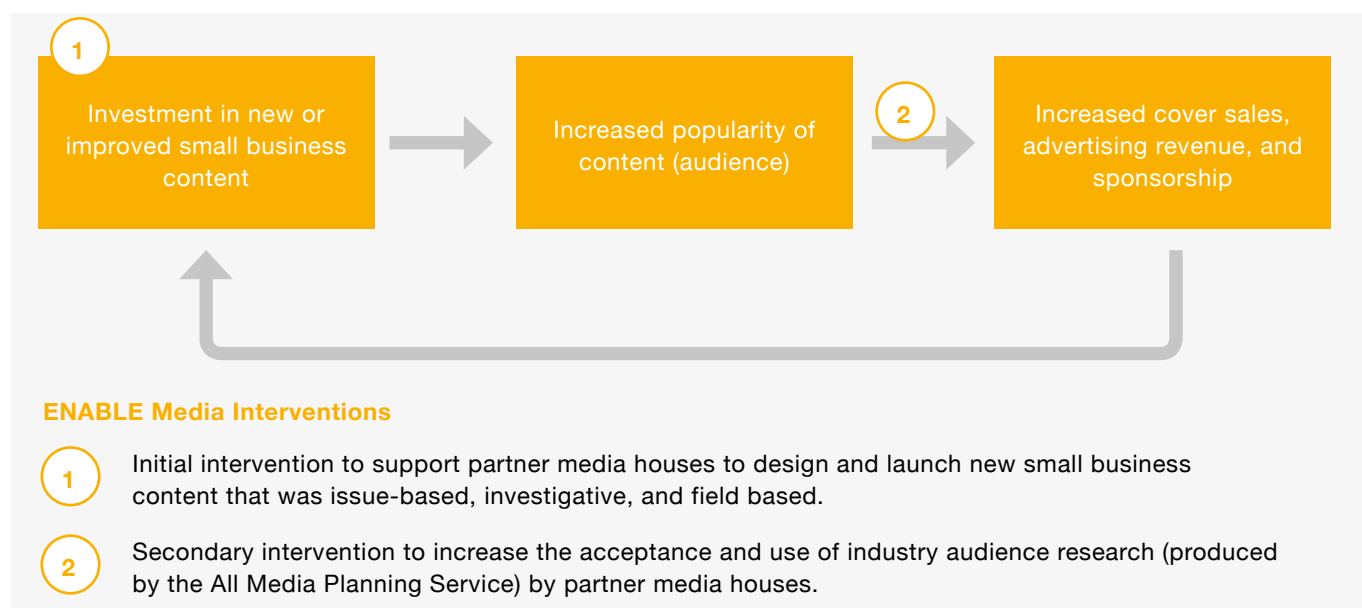 1
Investment in new or
improved small business
content
Increased popularity of
content (audience)
2
Increased cover sales,
advertising revenue, and
sponsorship
ENABLE Media Interventions
1
Initial intervention to support partner media houses to design and launch new small business
content that was issue-based, investigative, and field based.
2
Secondary intervention to increase the acceptance and use of industry audience research (produced
by the All Media Planning Service) by partner media houses.